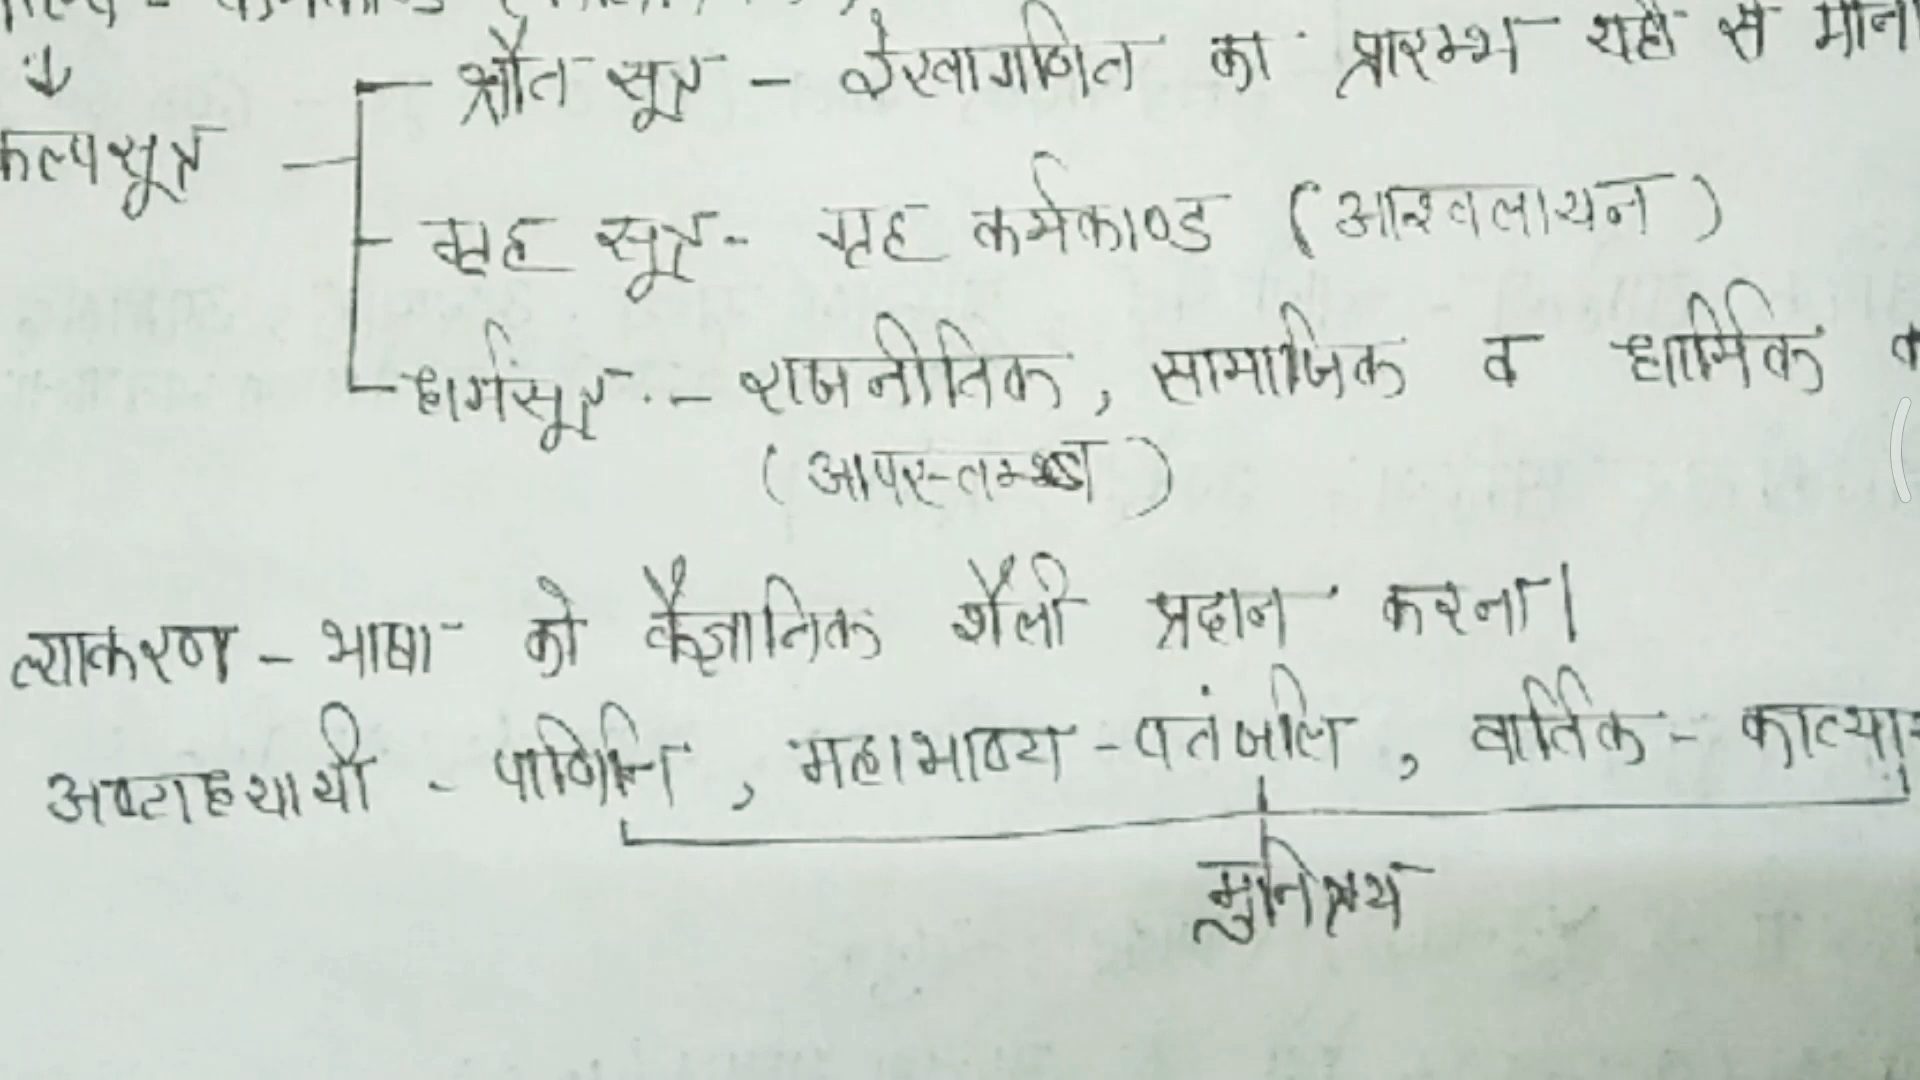 श्रौत सूत्र - रेखागणित का प्रारम्भ यहाँ से मान
कल्पसूत्र
गृह सूत्र - गृह कर्मकाण्ड (आश्वलायन)
धर्मसूत्र - राजनीतिक, सामाजिक व धार्मिक
(आपस्तम्भ)
व्याकरण - भाषा को वैज्ञानिक शैली प्रदान करना।
अष्टाध्यायी - पाणिनि, महाभाष्य - पतंजलि, वार्तिक - कात्या
मुनित्रय